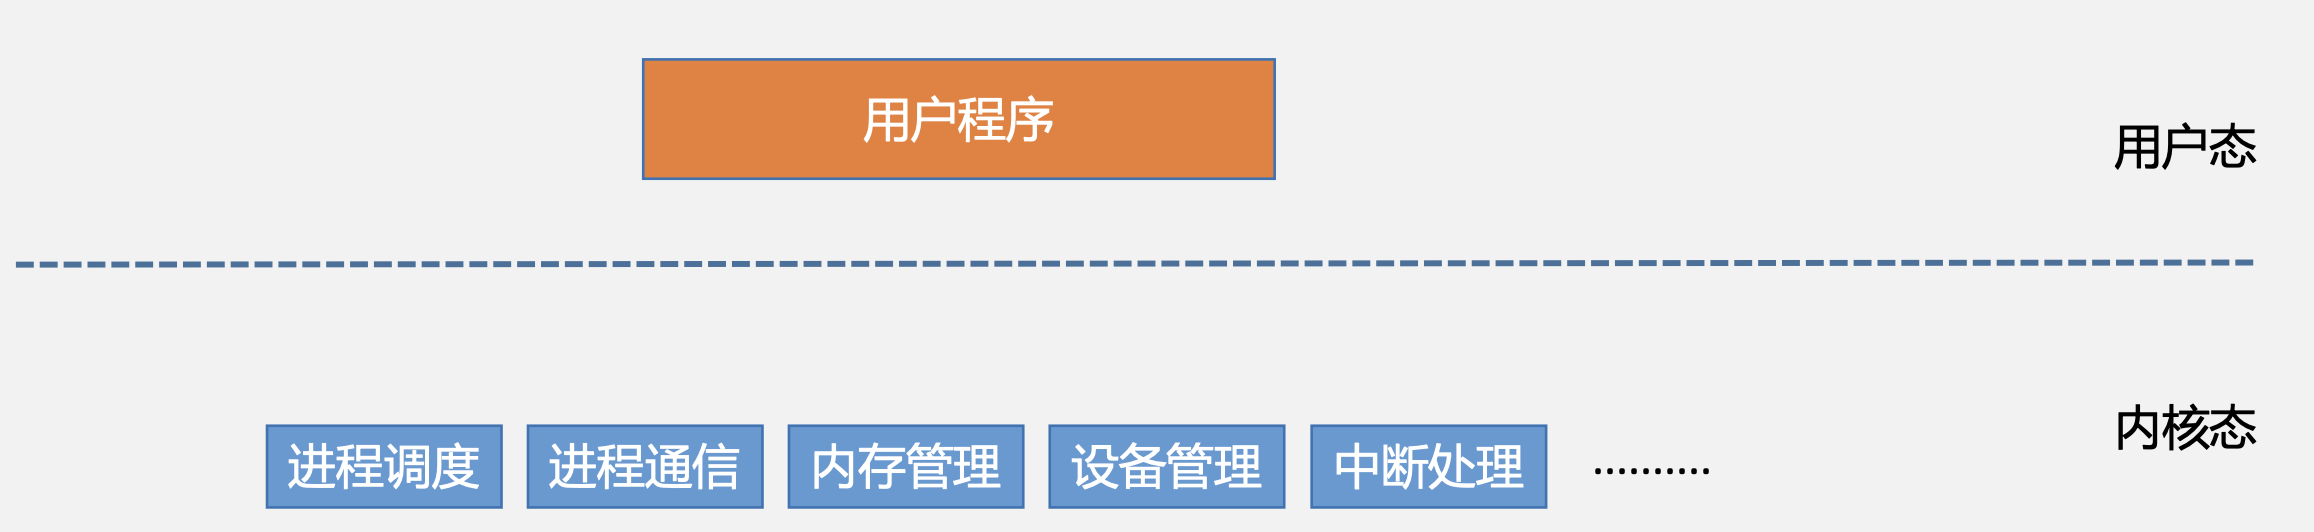 用户程序
用户态
内核态
进程调度 进程通信 内存管理 设备管理 中断处理 ..........